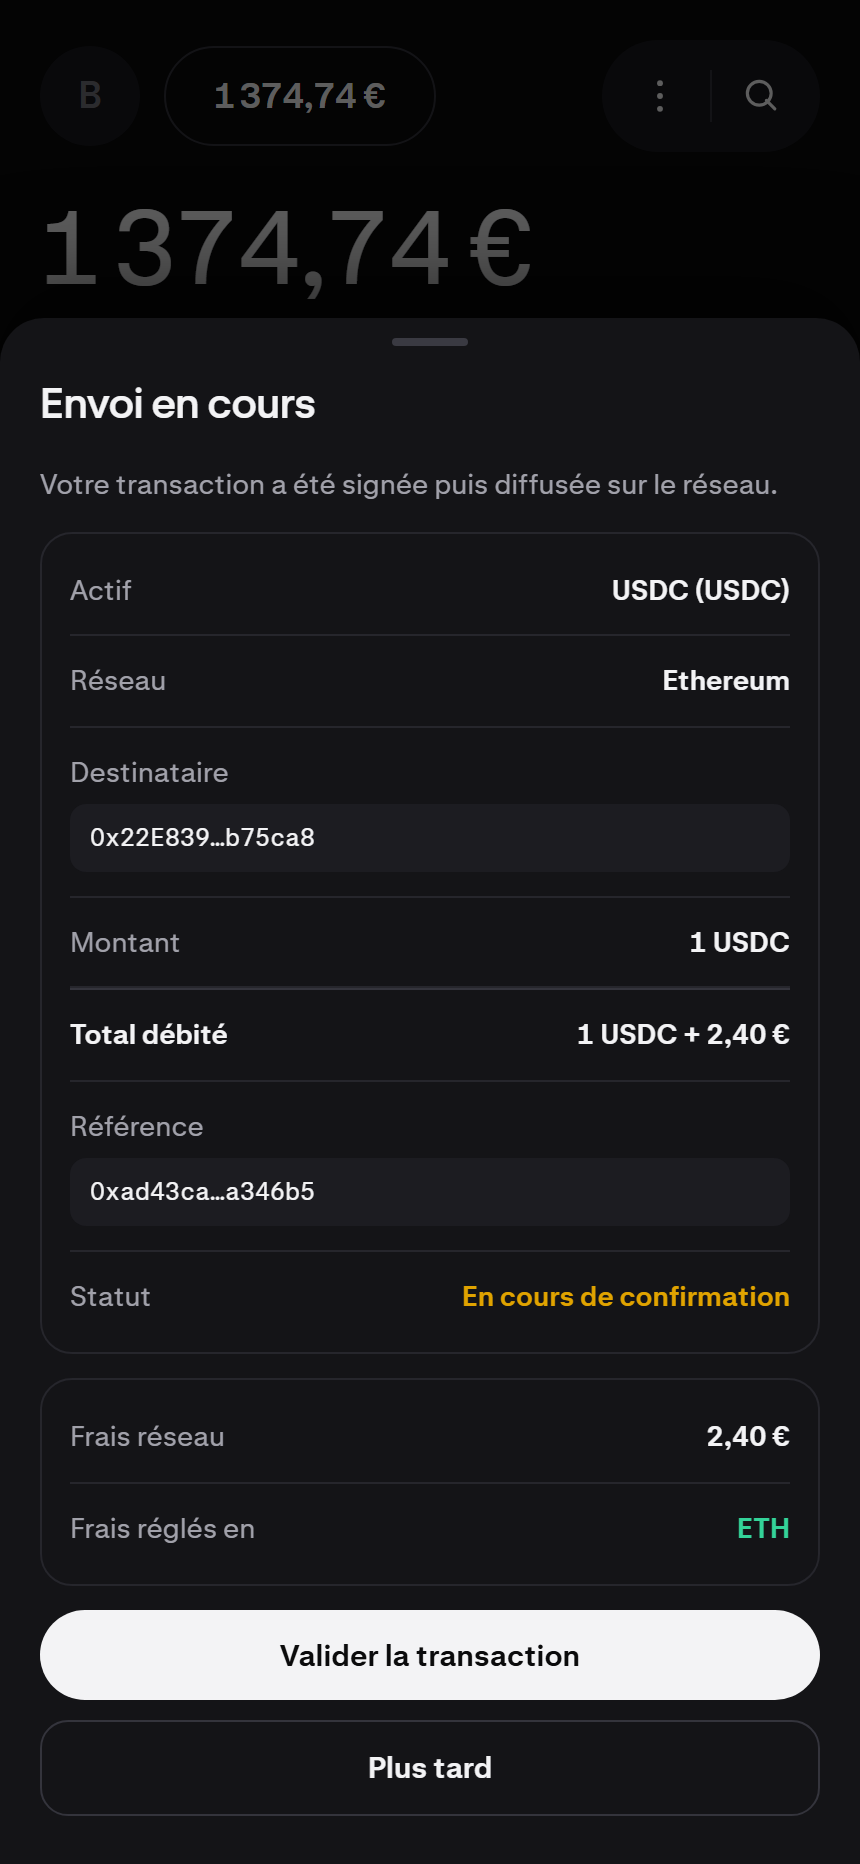 B
1 374,74 €
1 374,74 €
Envoi en cours
Votre transaction a été signée puis diffusée sur le réseau.
Actif
USDC (USDC)
Réseau
Ethereum
Destinataire
0x22E839…b75ca8
Montant
1 USDC
Total débité
1 USDC + 2,40 €
Référence
0xad43ca…a346b5
Statut
En cours de confirmation
Frais réseau
2,40 €
Frais réglés en
ETH
Valider la transaction
Plus tard